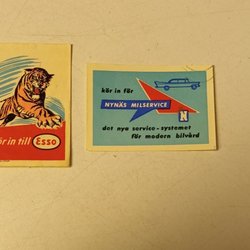 ör in till Esso
kör in för
NYNÄS MILSERVICE
N
det nya service-systemet
för modern bilvård